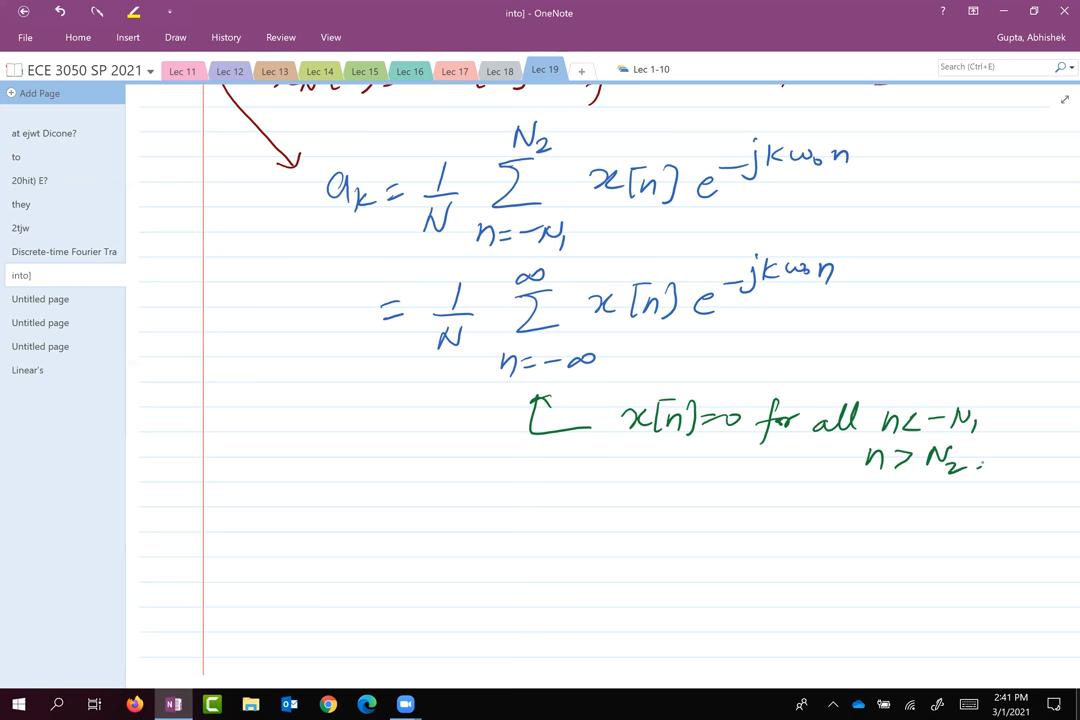 into] - OneNote
?
Gupta, Abhishek
File Home Insert Draw History Review View
ECE 3050 SP 2021 Lec 11 Lec 12 Lec 13 Lec 14 Lec 15 Lec 16 Lec 17 Lec 18 Lec 19 + Lec 1-10 Search (Ctrl+E)
+ Add Page
at ejwt Dicone?
to
20hit) E?
they
2tjw
Discrete-time Fourier Tra
into]
Untitled page
Untitled page
Untitled page
Linear's
N₂
aₖ = 1/N ∑ x[n] e^{-jkω₀n}
n=-N₁
∞
= 1/N ∑ x[n] e^{-jkω₀n}
n=-∞
x[n]=0 for all n<-N₁
n>N₂.
2:41 PM
3/1/2021